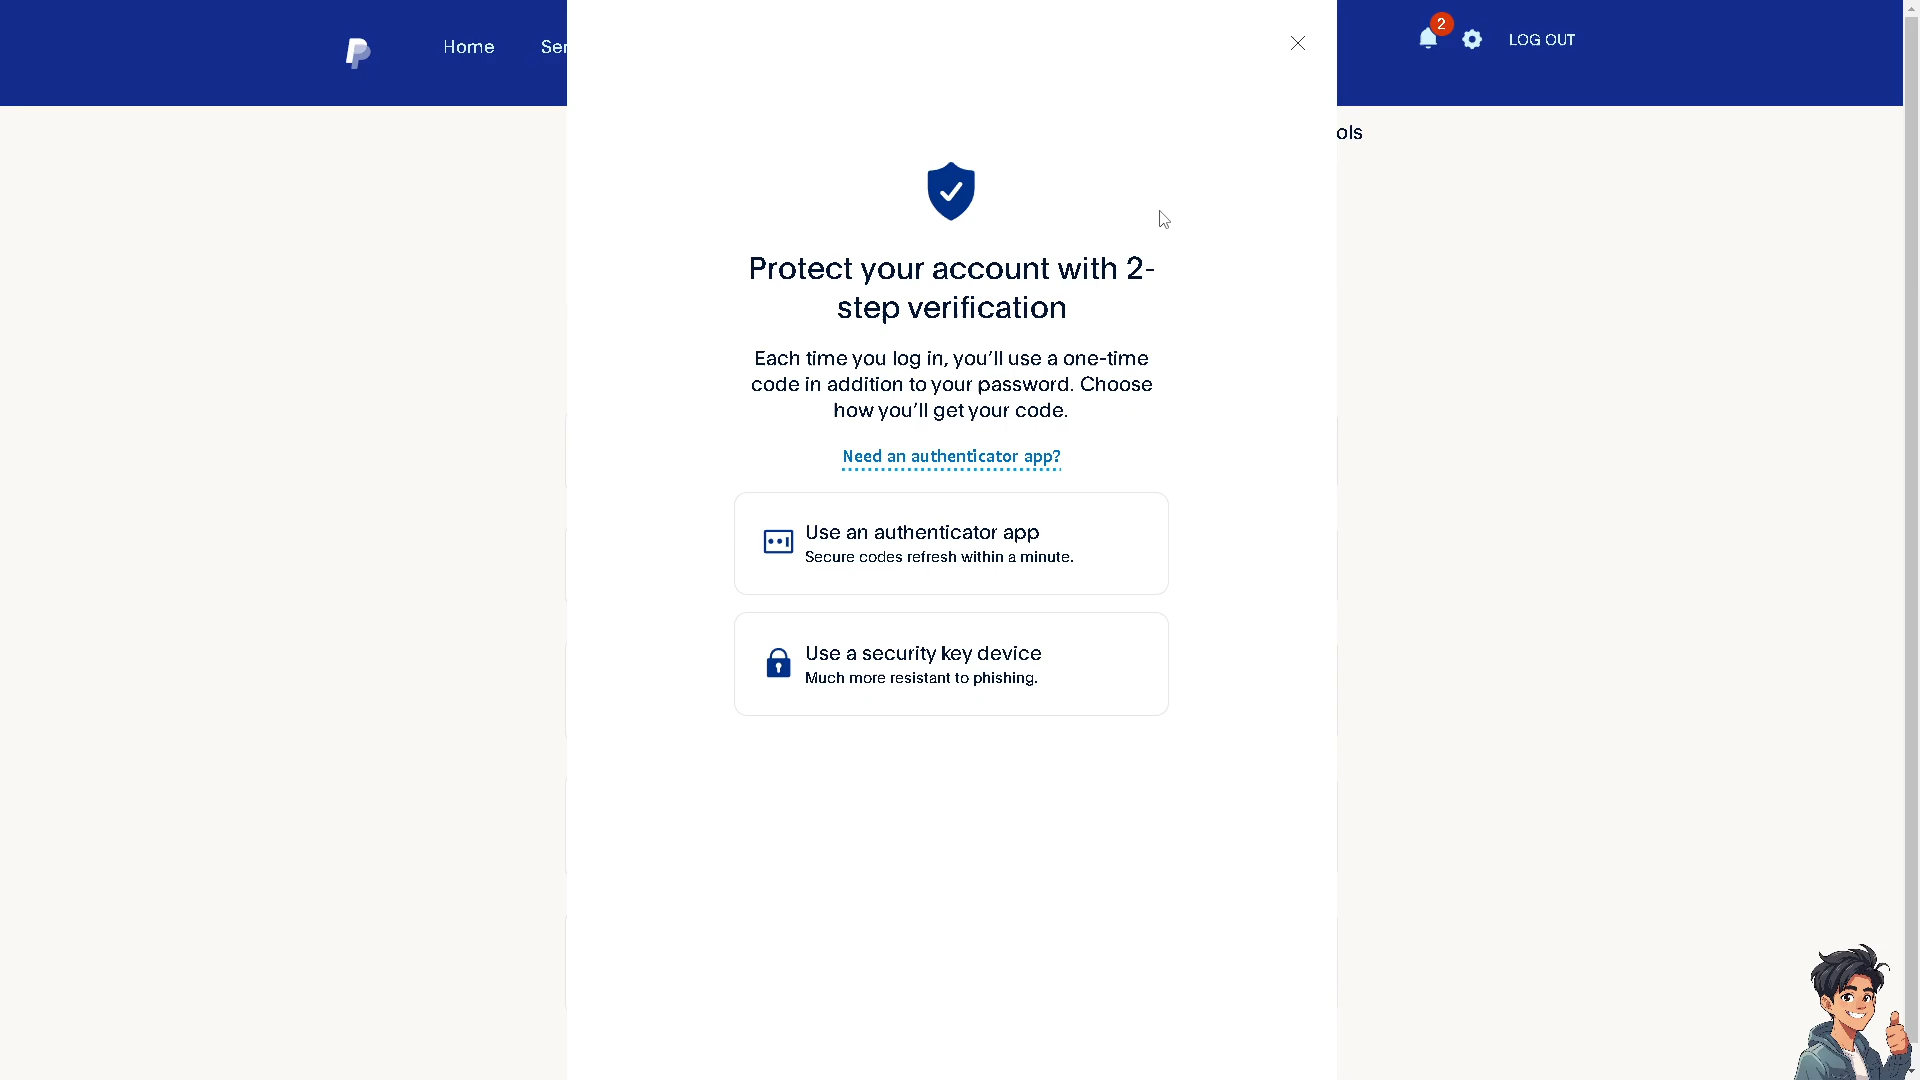 Home
Ser
2
LOG OUT
ols
Protect your account with 2-
step verification
Each time you log in, you’ll use a one-time
code in addition to your password. Choose
how you’ll get your code.
Need an authenticator app?
Use an authenticator app
Secure codes refresh within a minute.
Use a security key device
Much more resistant to phishing.